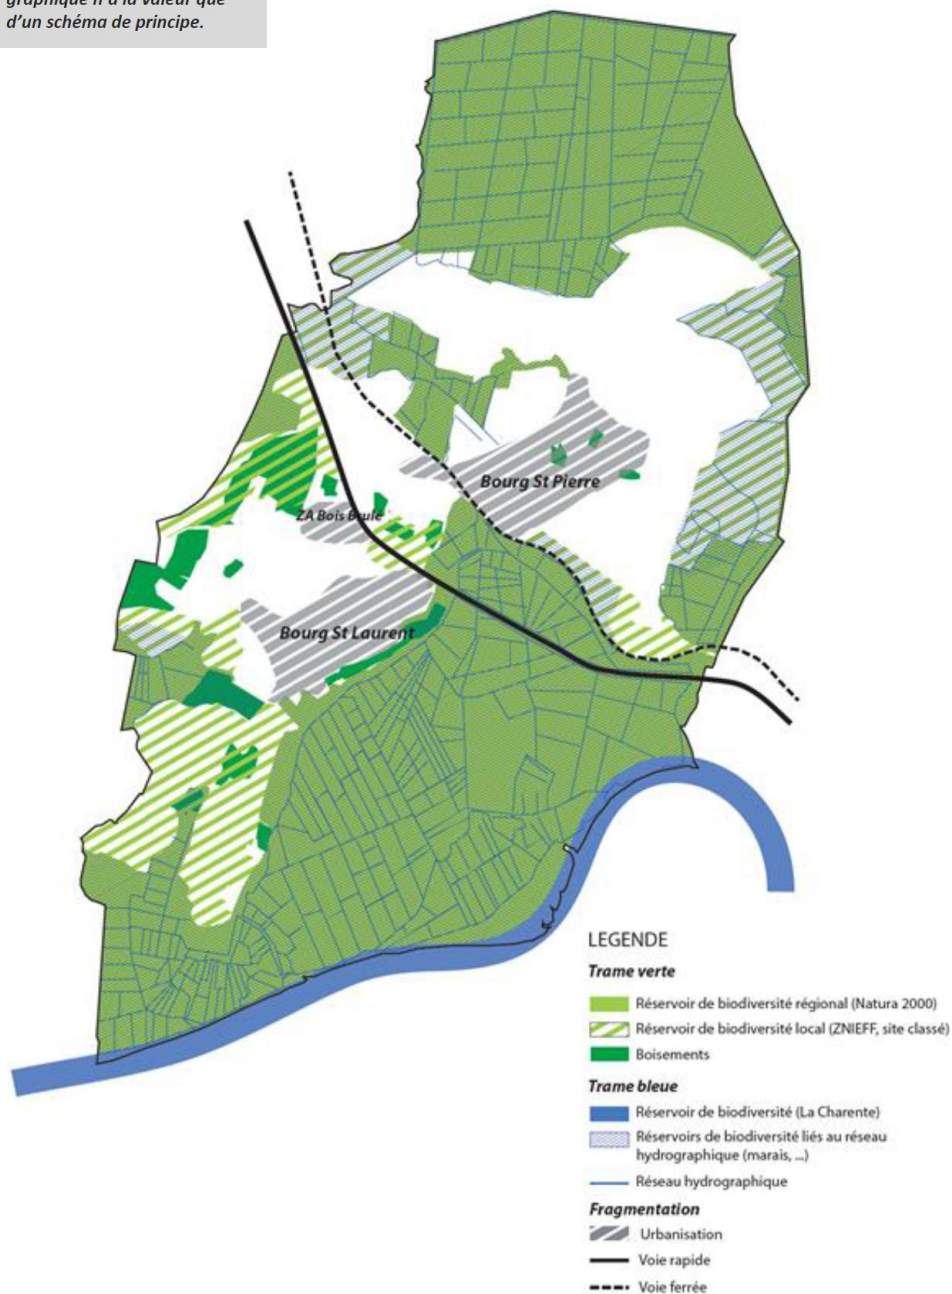 graphique n'a la valeur que
d'un schéma de principe.
Bourg St Pierre
ZA Bois Brule
Bourg St Laurent
LEGENDE
Trame verte
Réservoir de biodiversité régional (Natura 2000)
Réservoir de biodiversité local (ZNIEFF, site classé)
Boisements
Trame bleue
Réservoir de biodiversité (La Charente)
Réservoirs de biodiversité liés au réseau
hydrographique (marais, ...)
Réseau hydrographique
Fragmentation
Urbanisation
Voie rapide
Voie ferrée